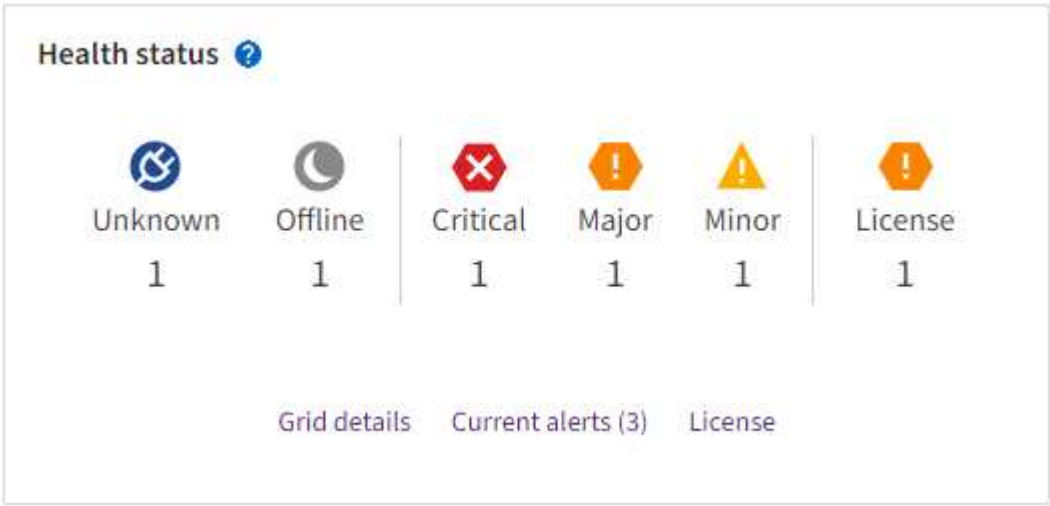 Health status
Unknown Offline Critical Major Minor License
1 1 1 1 1 1
Grid details Current alerts (3) License